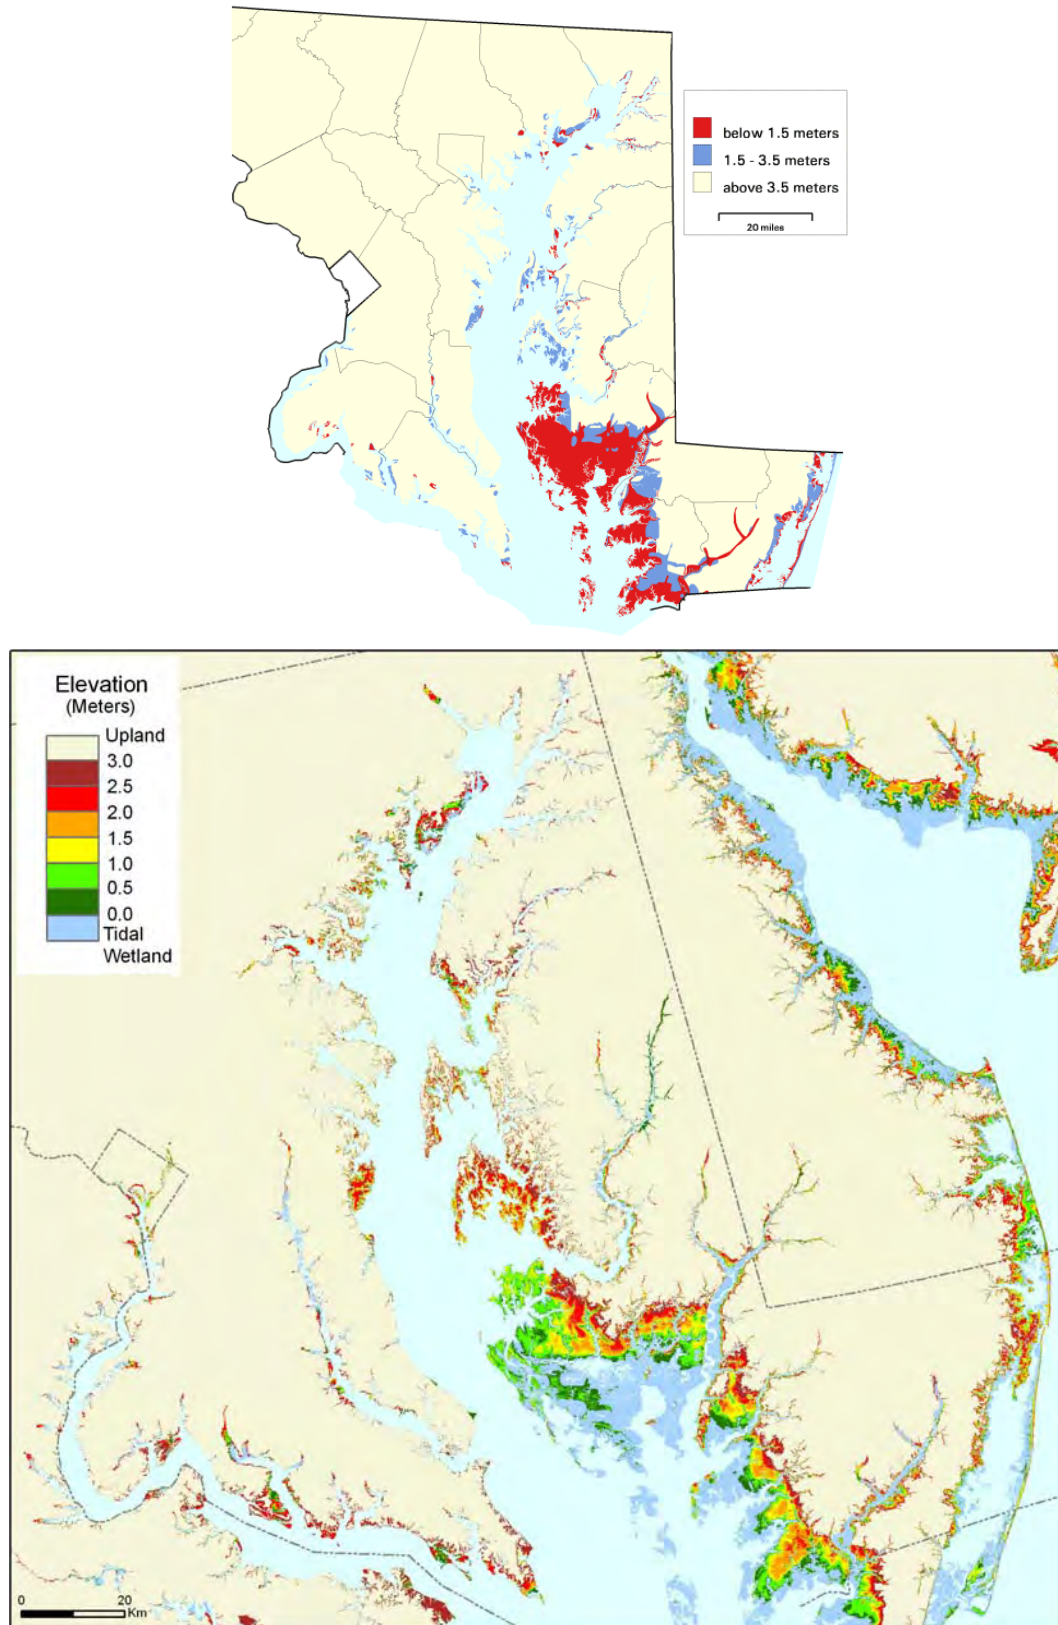 below 1.5 meters
1.5 - 3.5 meters
above 3.5 meters
20 miles
Elevation
(Meters)
Upland
3.0
2.5
2.0
1.5
1.0
0.5
0.0
Tidal
Wetland
0 20
Km